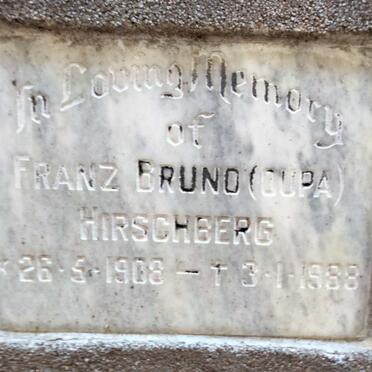 In Loving Memory
of
FRANZ BRUNO (OUPA)
HIRSCHBERG
* 26-5-1908 — † 3-1-1988